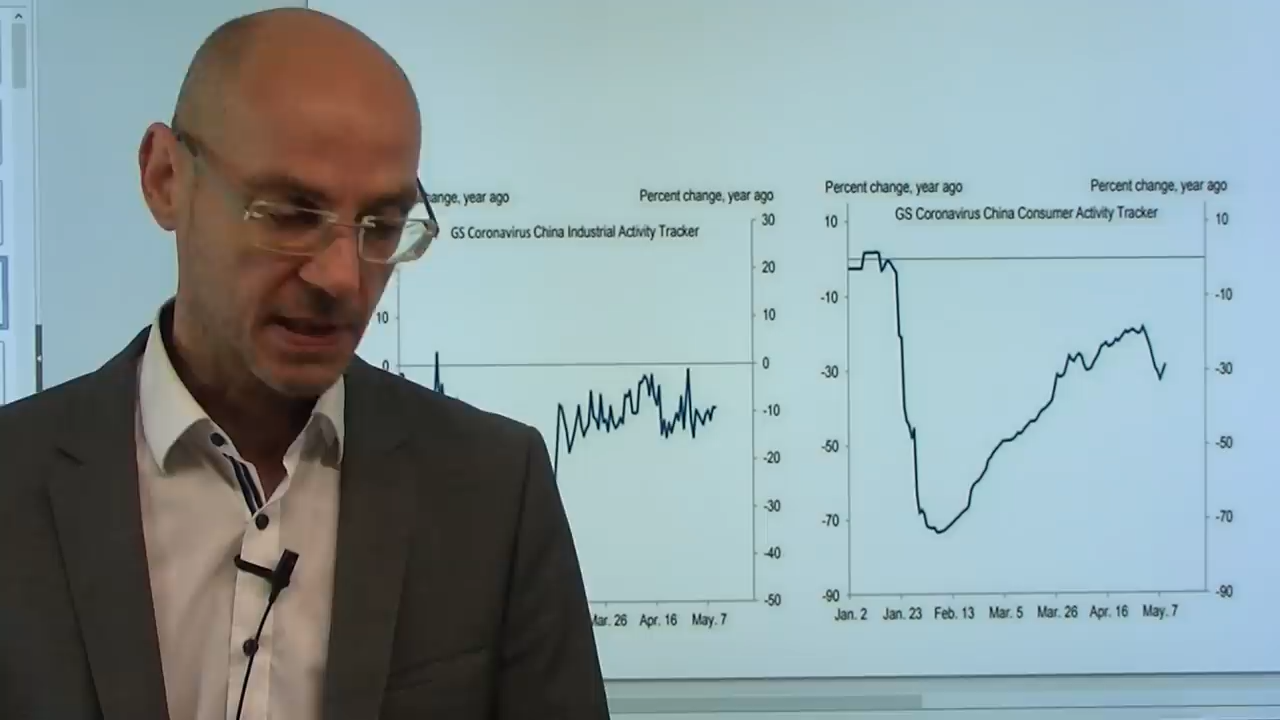 ange, year ago
Percent change, year ago
GS Coronavirus China Industrial Activity Tracker
30
20
10
10
0
0
-10
-20
-30
-40
-50
Mar. 26 Apr. 16 May. 7
Percent change, year ago
Percent change, year ago
GS Coronavirus China Consumer Activity Tracker
10
10
-10
-10
-30
-30
-50
-50
-70
-70
-90
-90
Jan. 2 Jan. 23 Feb. 13 Mar. 5 Mar. 26 Apr. 16 May. 7